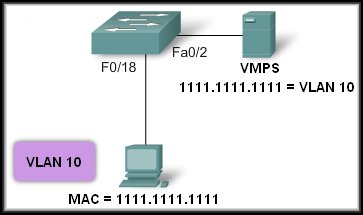 F0/18
Fa0/2
VMPS
1111.1111.1111 = VLAN 10
VLAN 10
MAC = 1111.1111.1111